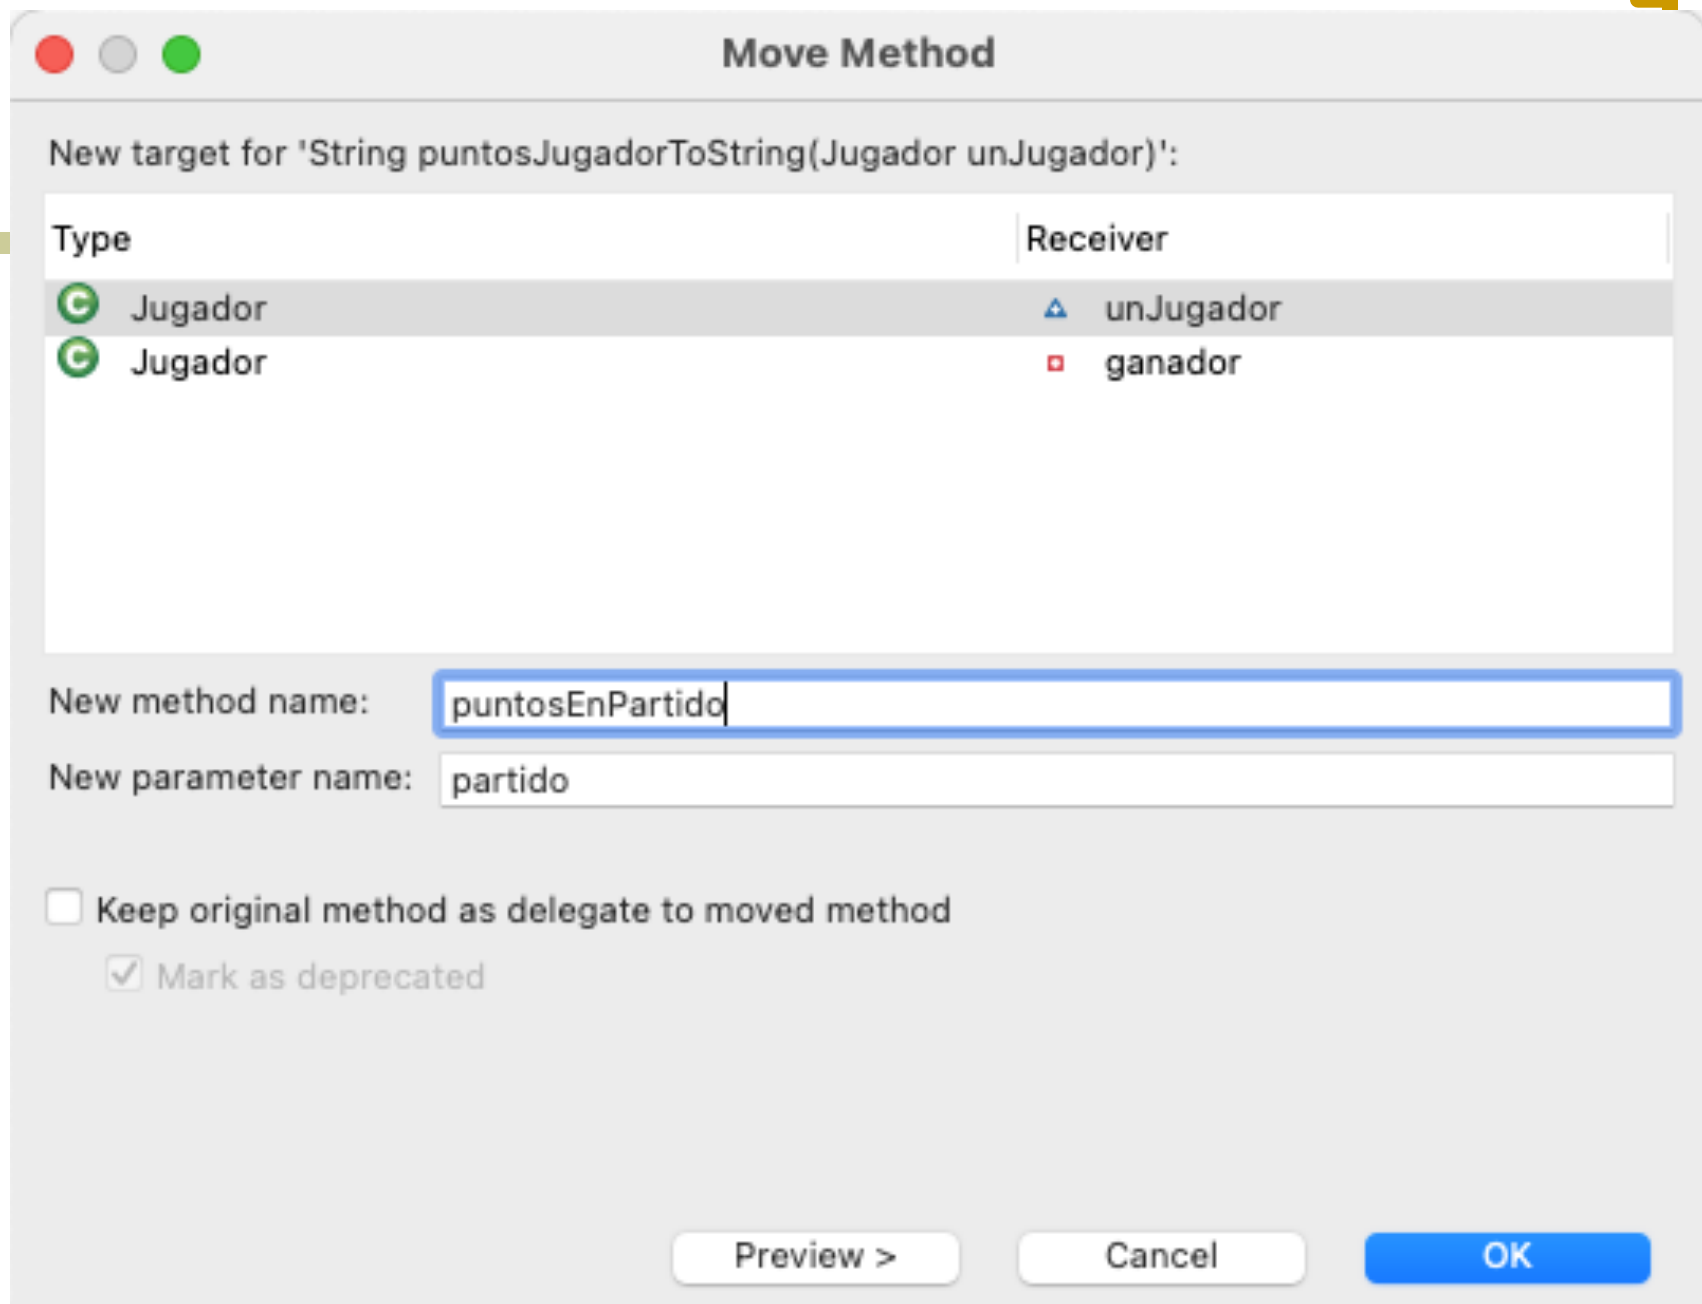 Move Method
New target for 'String puntosJugadorToString(Jugador unJugador)':
Type Receiver
Jugador unJugador
Jugador ganador
New method name: puntosEnPartido
New parameter name: partido
Keep original method as delegate to moved method
Mark as deprecated
Preview > Cancel OK